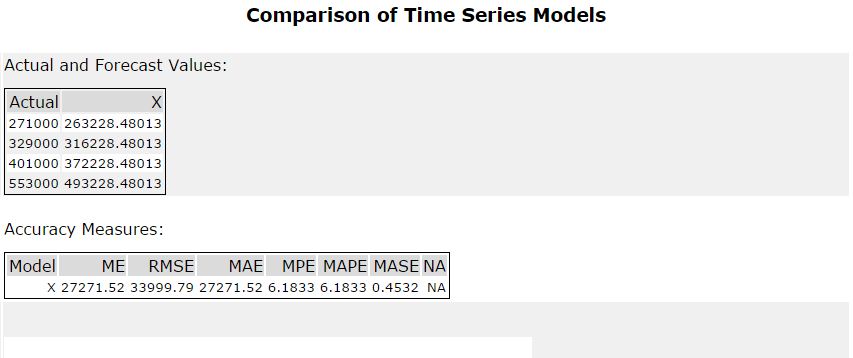 Comparison of Time Series Models
Actual and Forecast Values:
Actual X
271000 263228.48013
329000 316228.48013
401000 372228.48013
553000 493228.48013
Accuracy Measures:
Model ME RMSE MAE MPE MAPE MASE NA
X 27271.52 33999.79 27271.52 6.1833 6.1833 0.4532 NA